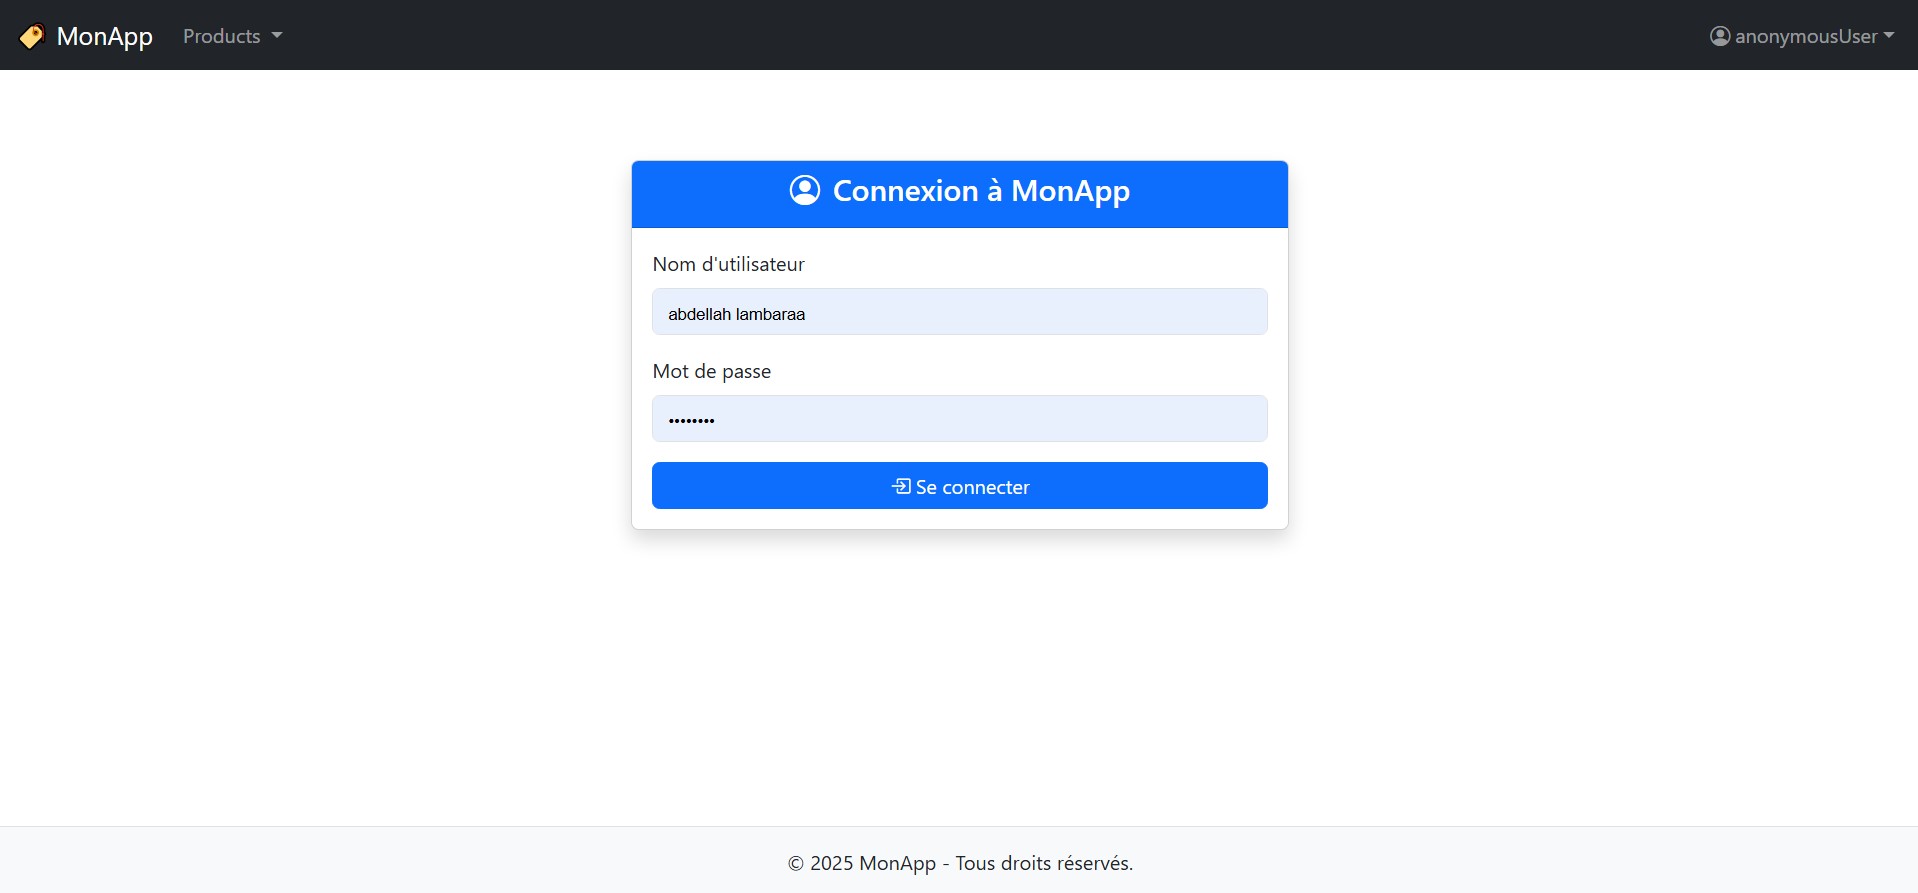 MonApp Products anonymousUser
Connexion à MonApp
Nom d'utilisateur
abdellah lambaraa
Mot de passe
••••••••
Se connecter
© 2025 MonApp - Tous droits réservés.